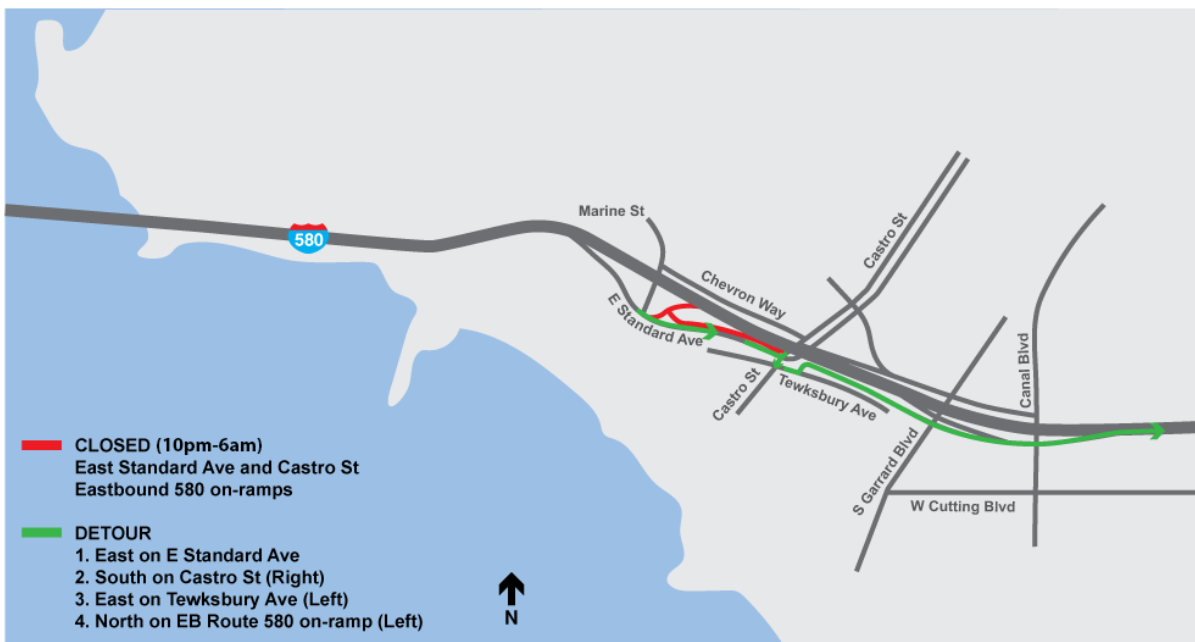 Marine St
580
Chevron Way
Castro St
E Standard Ave
Castro St
Tewksbury Ave
Canal Blvd
S Garrard Blvd
W Cutting Blvd
CLOSED (10pm-6am)
East Standard Ave and Castro St
Eastbound 580 on-ramps
DETOUR
1. East on E Standard Ave
2. South on Castro St (Right)
3. East on Tewksbury Ave (Left)
4. North on EB Route 580 on-ramp (Left)
N